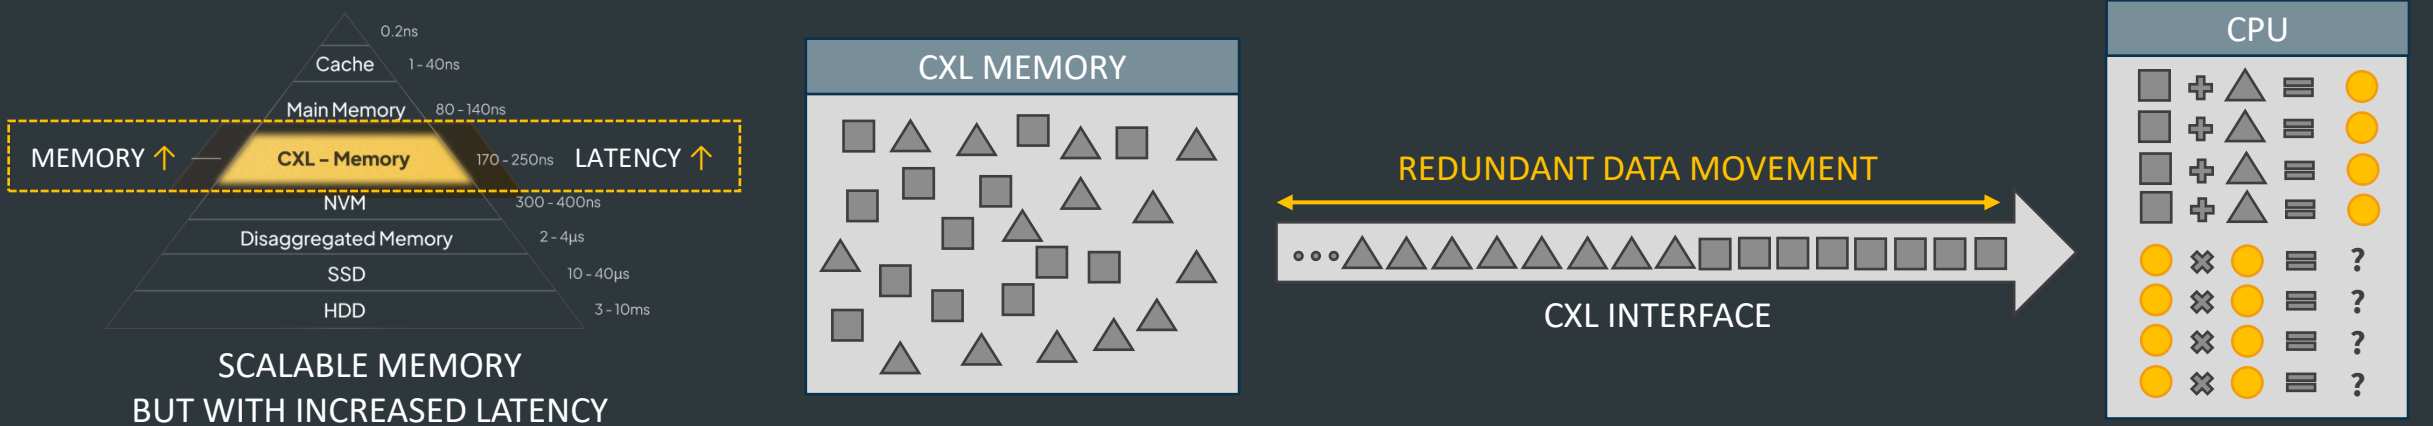 0.2ns
Cache 1-40ns
Main Memory 80-140ns
MEMORY ↑ CXL – Memory 170-250ns LATENCY ↑
NVM 300-400ns
Disaggregated Memory 2-4µs
SSD 10-40µs
HDD 3-10ms
SCALABLE MEMORY
BUT WITH INCREASED LATENCY
CXL MEMORY
REDUNDANT DATA MOVEMENT
CXL INTERFACE
CPU
+ =
+ =
+ =
+ =
× = ?
× = ?
× = ?
× = ?